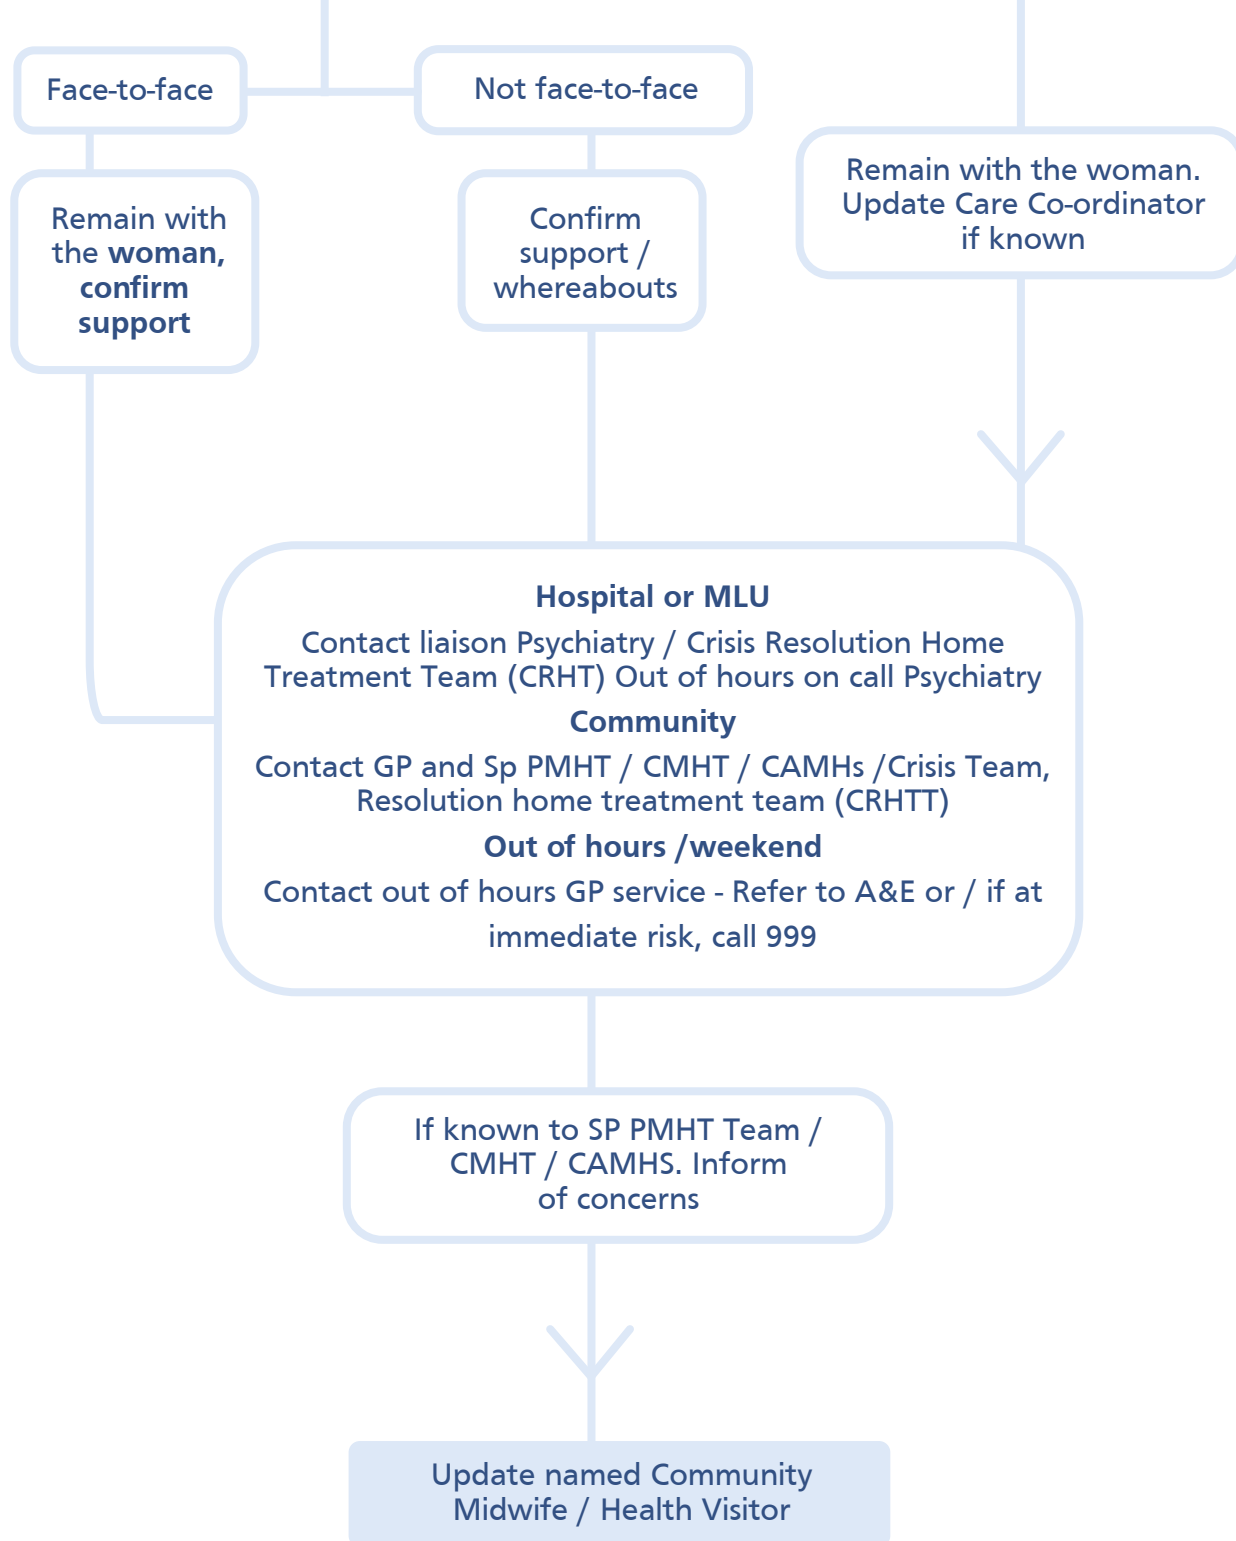 Face-to-face
Not face-to-face
Remain with
the woman,
confirm
support
Confirm
support /
whereabouts
Remain with the woman.
Update Care Co-ordinator
if known
Hospital or MLU
Contact liaison Psychiatry / Crisis Resolution Home
Treatment Team (CRHT) Out of hours on call Psychiatry
Community
Contact GP and Sp PMHT / CMHT / CAMHs /Crisis Team,
Resolution home treatment team (CRHTT)
Out of hours /weekend
Contact out of hours GP service - Refer to A&E or / if at
immediate risk, call 999
If known to SP PMHT Team /
CMHT / CAMHS. Inform
of concerns
Update named Community
Midwife / Health Visitor